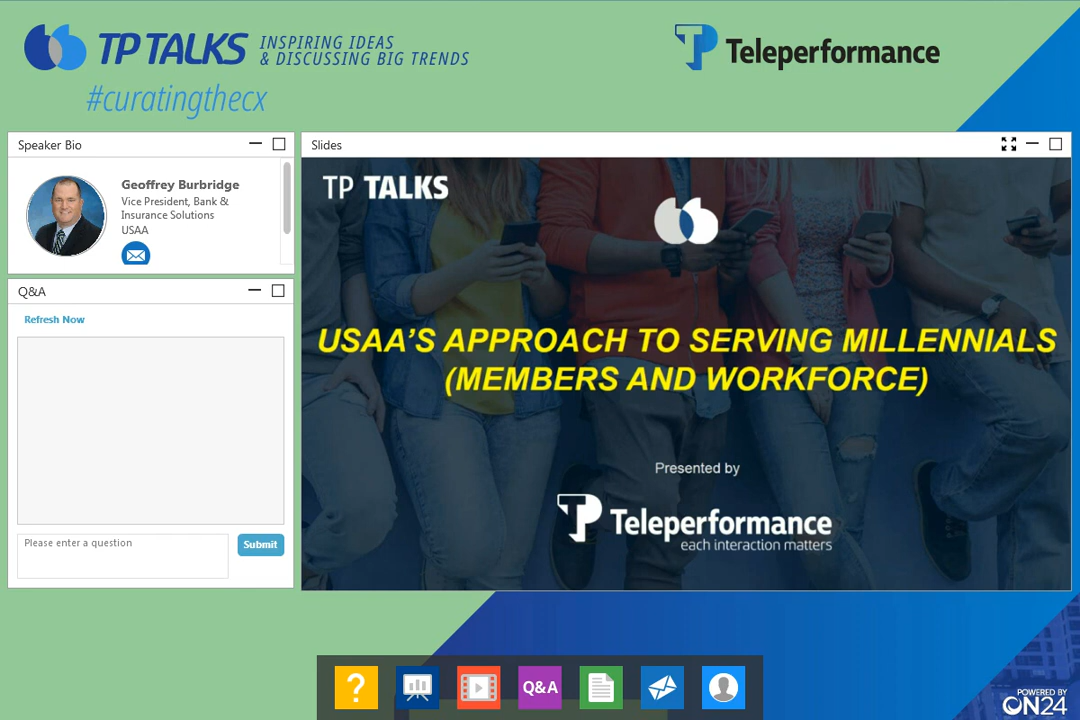 TP TALKS INSPIRING IDEAS
& DISCUSSING BIG TRENDS
#curatingthecx
Teleperformance
Speaker Bio
Geoffrey Burbridge
Vice President, Bank &
Insurance Solutions
USAA
Q&A
Refresh Now
Please enter a question
Submit
Slides
TP TALKS
USAA'S APPROACH TO SERVING MILLENNIALS
(MEMBERS AND WORKFORCE)
Presented by
Teleperformance
each interaction matters
?
Q&A
POWERED BY
ON24